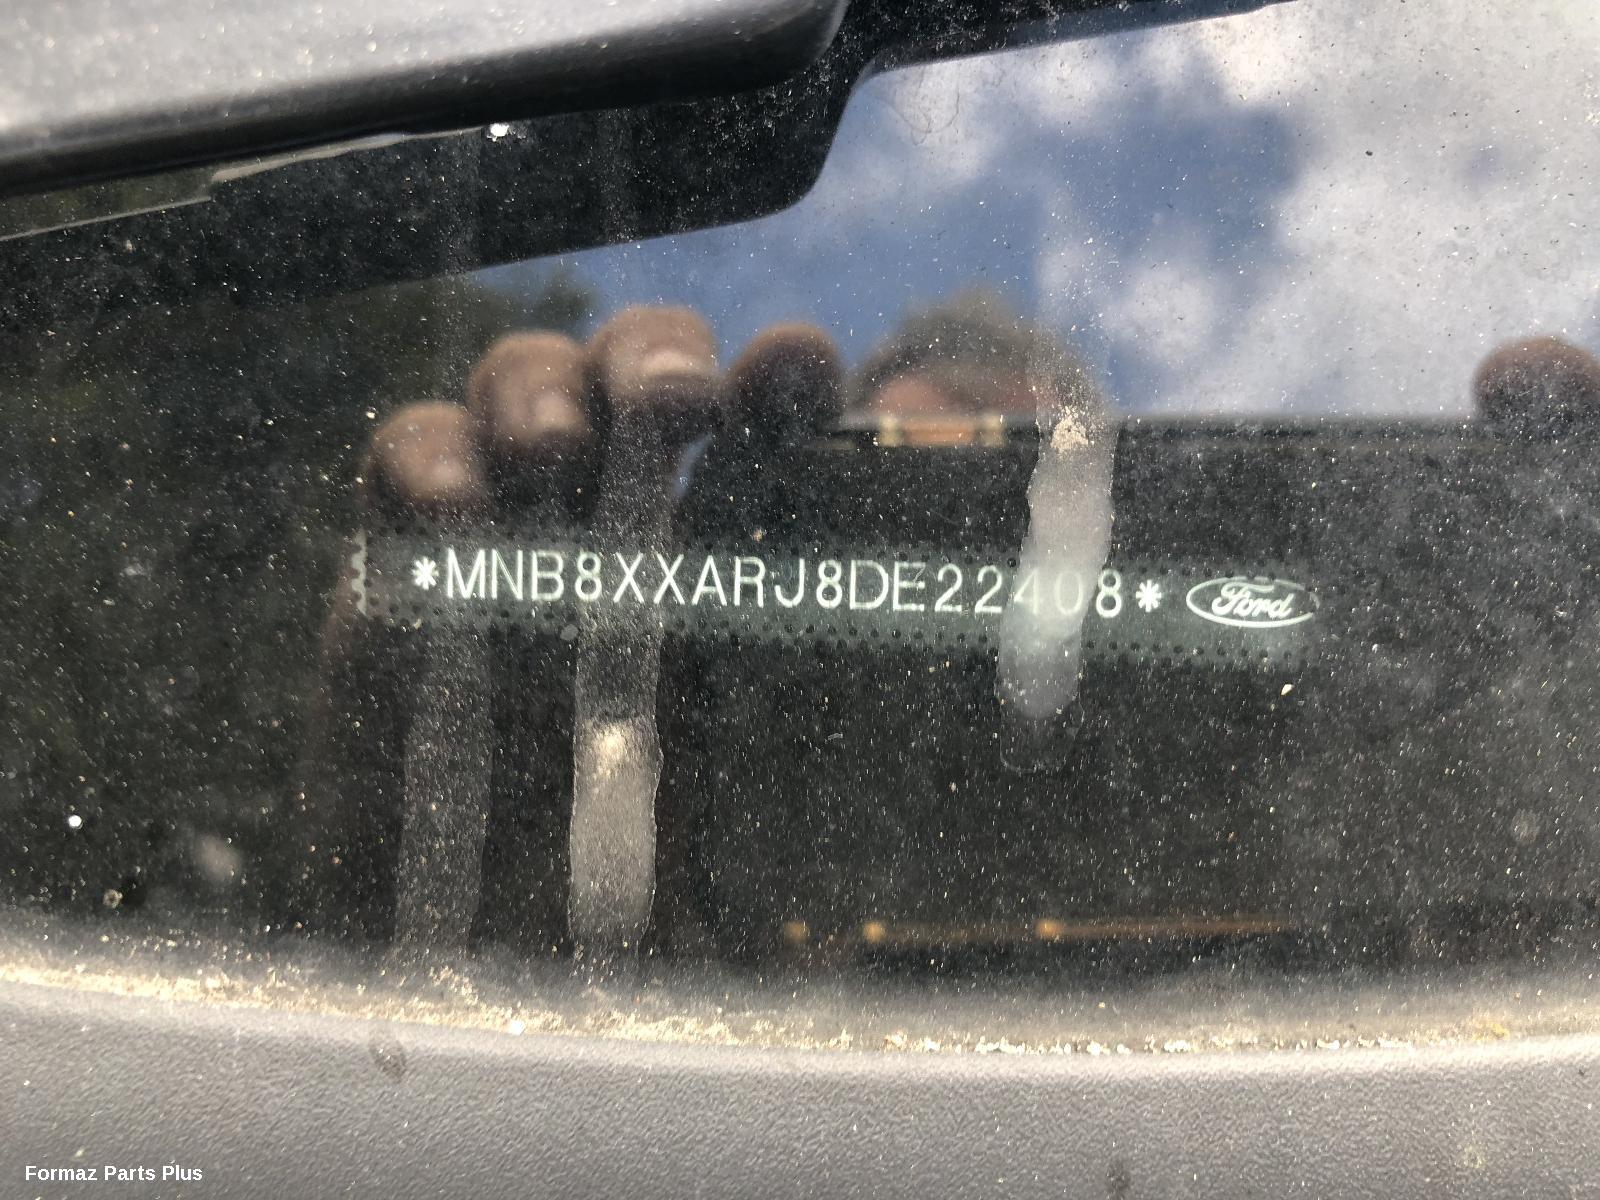 *MNB8XXARJ8DE22408* Ford
Formaz Parts Plus